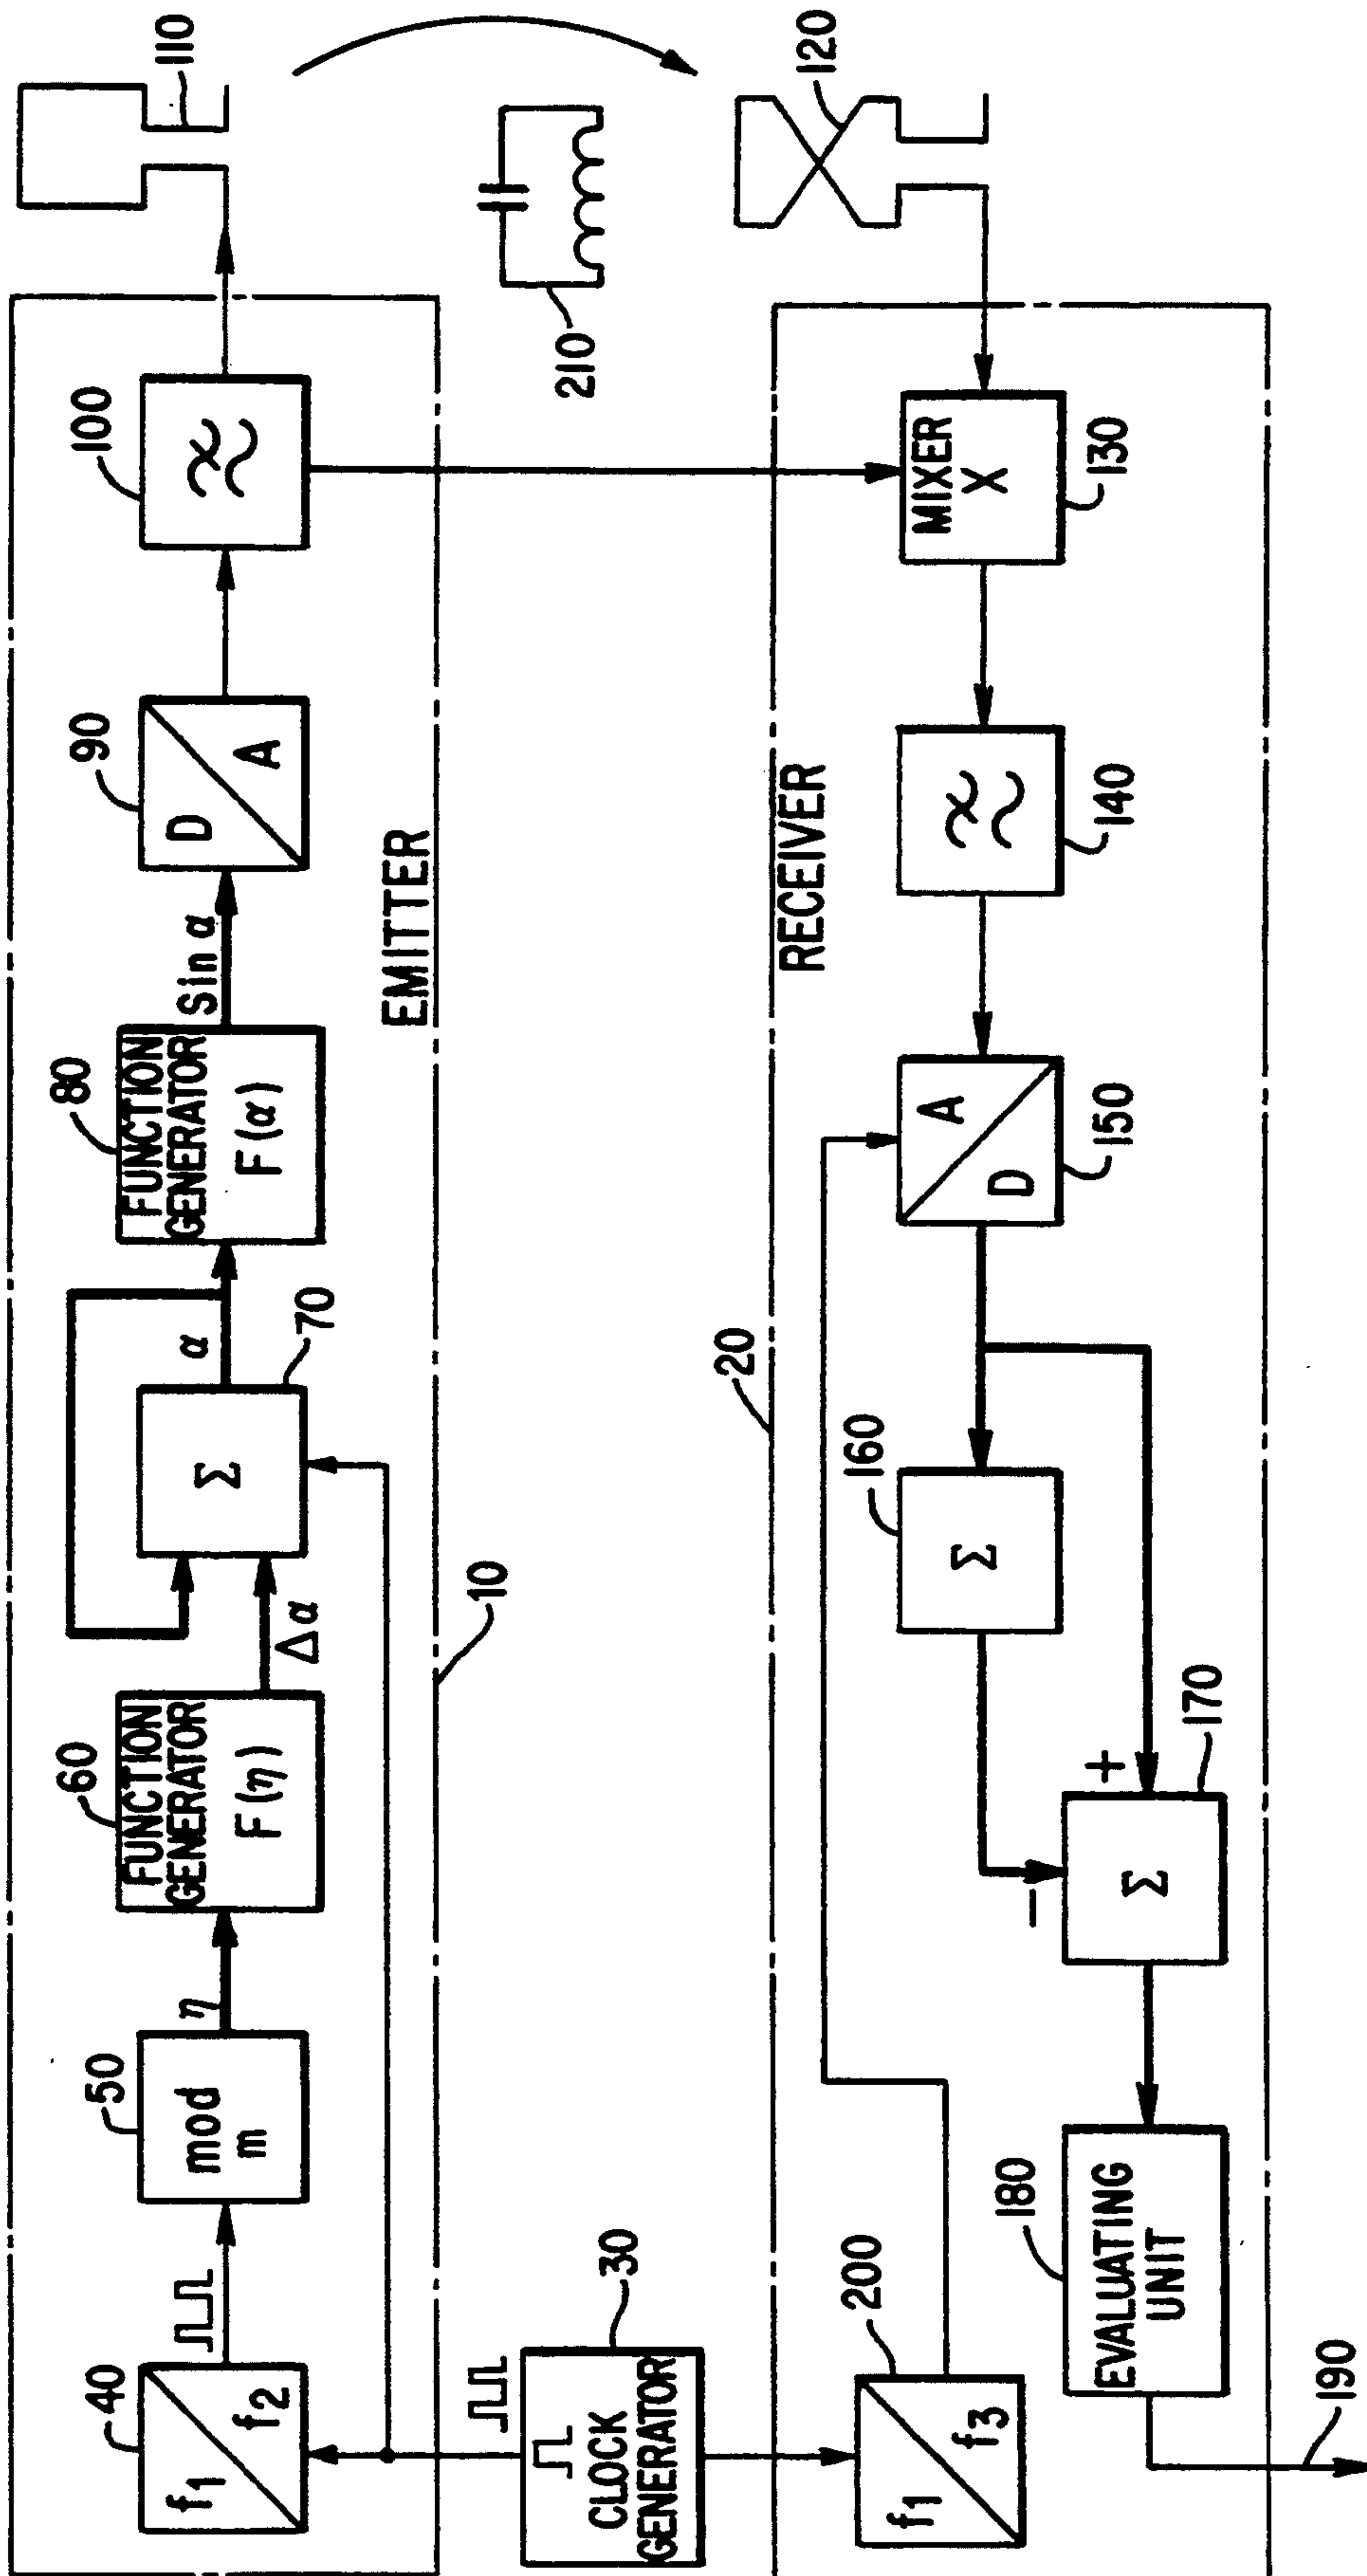 40
f1
f2
50
mod
m
η
60
FUNCTION
GENERATOR
F(η)
Δα
Σ
70
α
80
FUNCTION
GENERATOR
F(α)
Sin α
90
D
A
100
110
EMITTER
10
210
30
CLOCK
GENERATOR
120
RECEIVER
20
200
f1
f3
MIXER
X
130
140
A
D
150
160
Σ
+
−
Σ
170
180
EVALUATING
UNIT
190